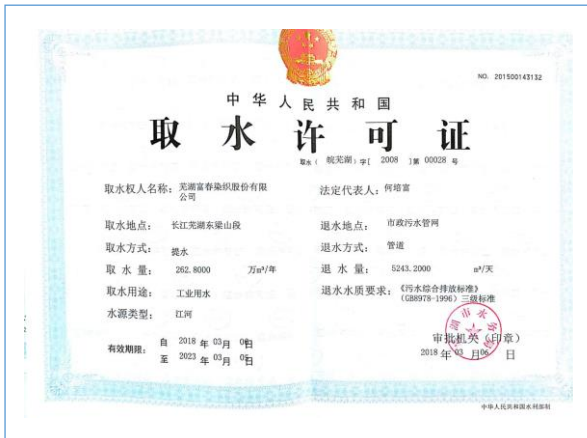 NO. 201500143132
中华人民共和国
取水许可证
取水（ 皖芜湖 ）字[ 2008 ]第 00028 号
取水权人名称：芜湖富春染织股份有限公司
法定代表人：何培富
取水地点：长江芜湖东梁山段
退水地点：市政污水管网
取水方式：提水
退水方式：管道
取 水 量：262.8000 万m³/年
退 水 量：5243.2000 m³/天
取水用途：工业用水
退水水质要求：《污水综合排放标准》
（GB8978-1996）三级标准
水源类型：江河
有效期限：自 2018 年 03月 06日
至 2023 年 03月 05日
审批机关（印章）
2018 年 03 月 06 日
中华人民共和国水利部制